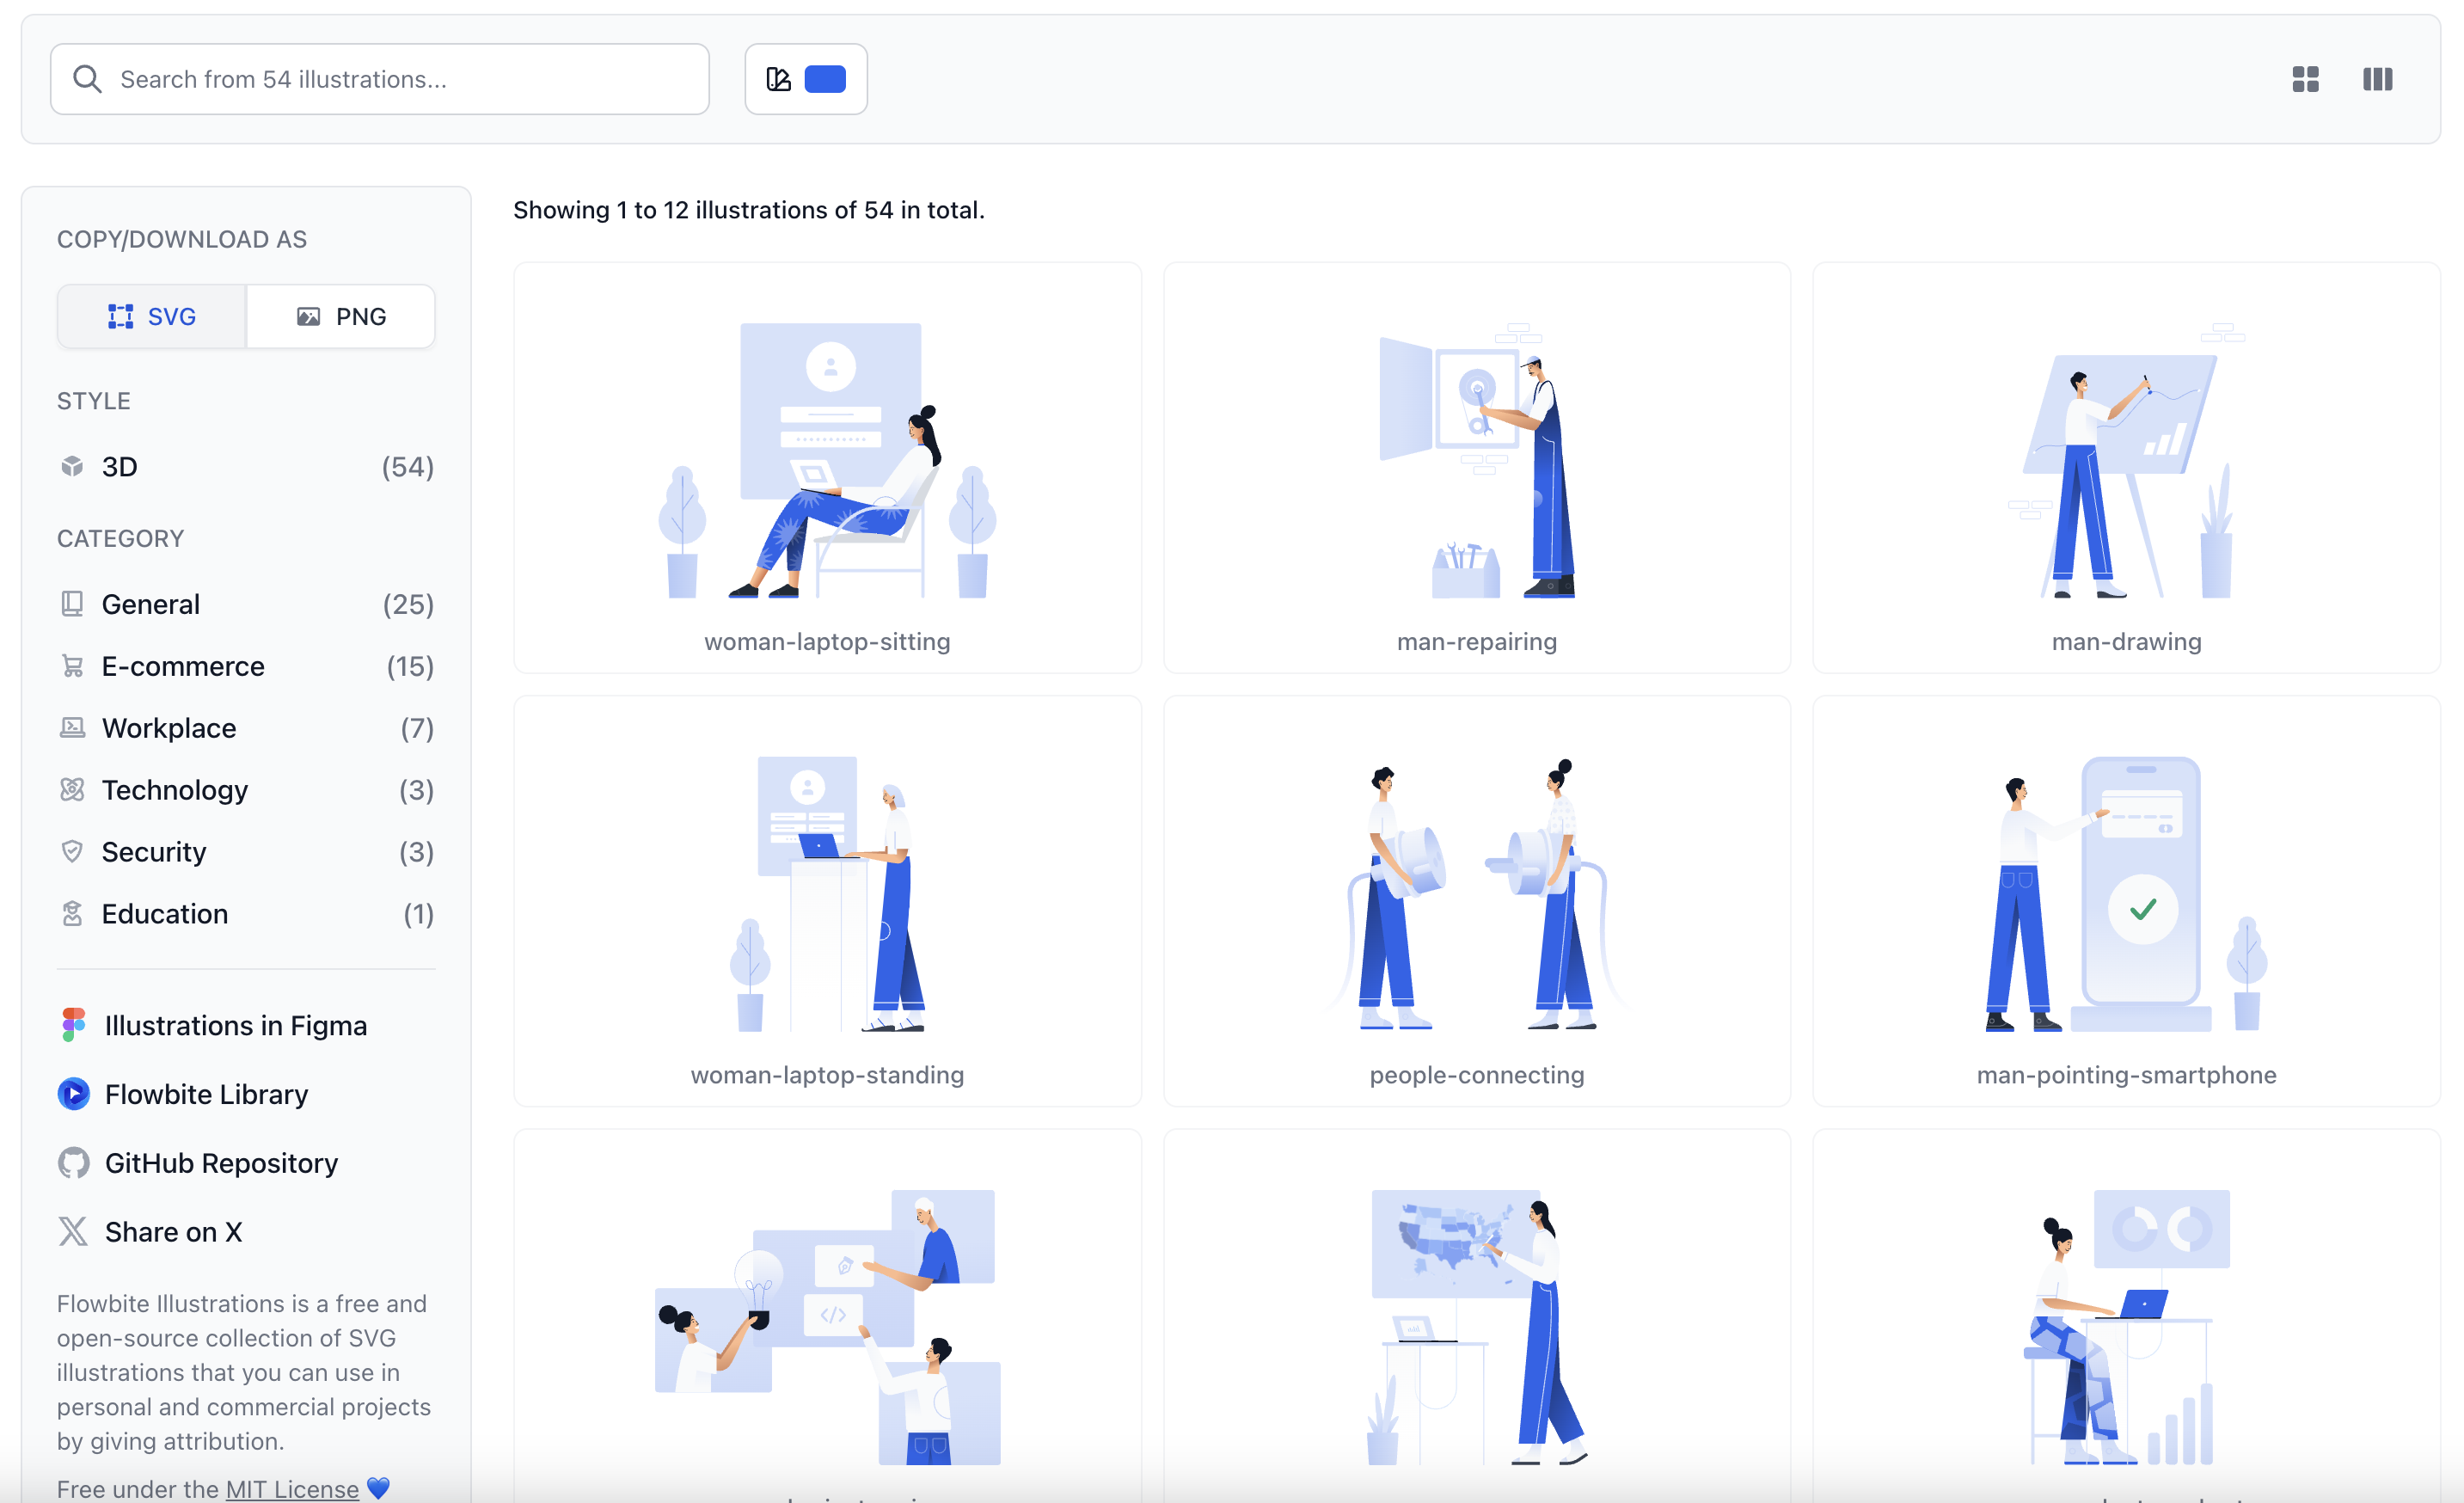 Search from 54 illustrations...
Showing 1 to 12 illustrations of 54 in total.
COPY/DOWNLOAD AS
SVG
PNG
STYLE
3D (54)
CATEGORY
General (25)
E-commerce (15)
Workplace (7)
Technology (3)
Security (3)
Education (1)
Illustrations in Figma
Flowbite Library
GitHub Repository
Share on X
Flowbite Illustrations is a free and
open-source collection of SVG
illustrations that you can use in
personal and commercial projects
by giving attribution.
Free under the MIT License 💙
woman-laptop-sitting
man-repairing
man-drawing
woman-laptop-standing
people-connecting
man-pointing-smartphone